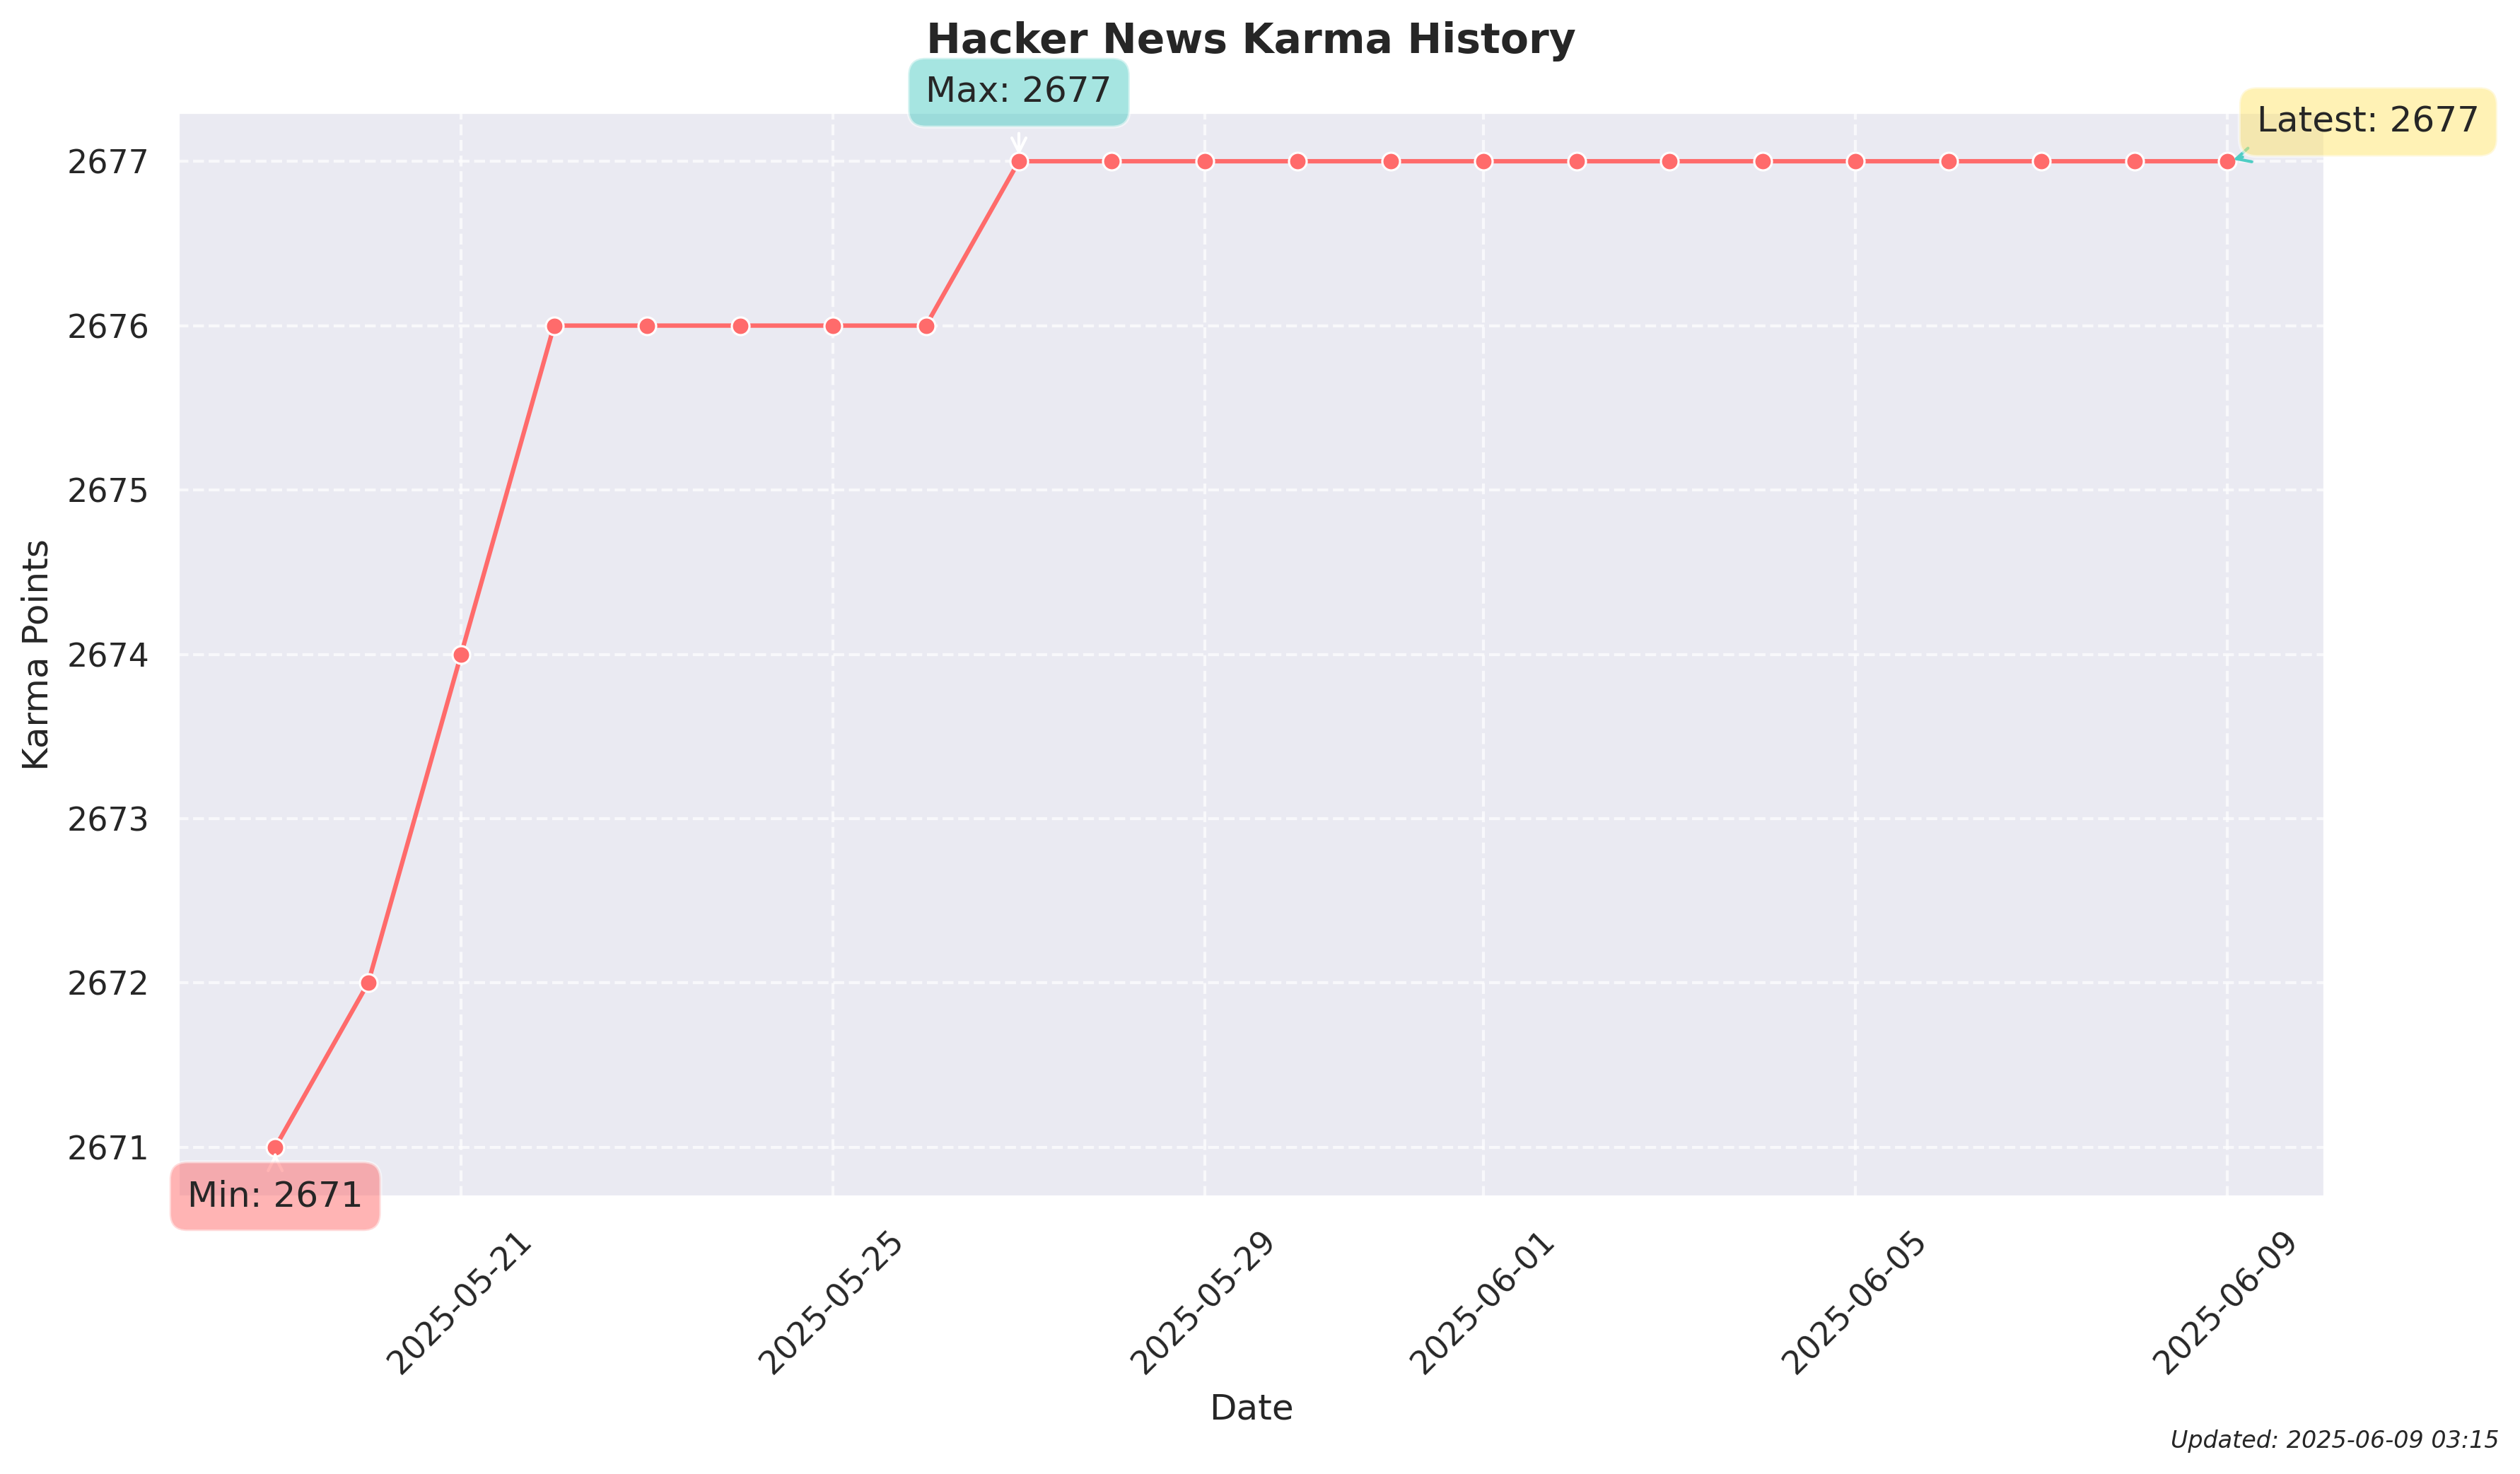 Hacker News Karma History
Max: 2677
Latest: 2677
2677
2676
2675
2674
2673
2672
2671
Karma Points
Min: 2671
2025-05-21
2025-05-25
2025-05-29
2025-06-01
2025-06-05
2025-06-09
Date
Updated: 2025-06-09 03:15